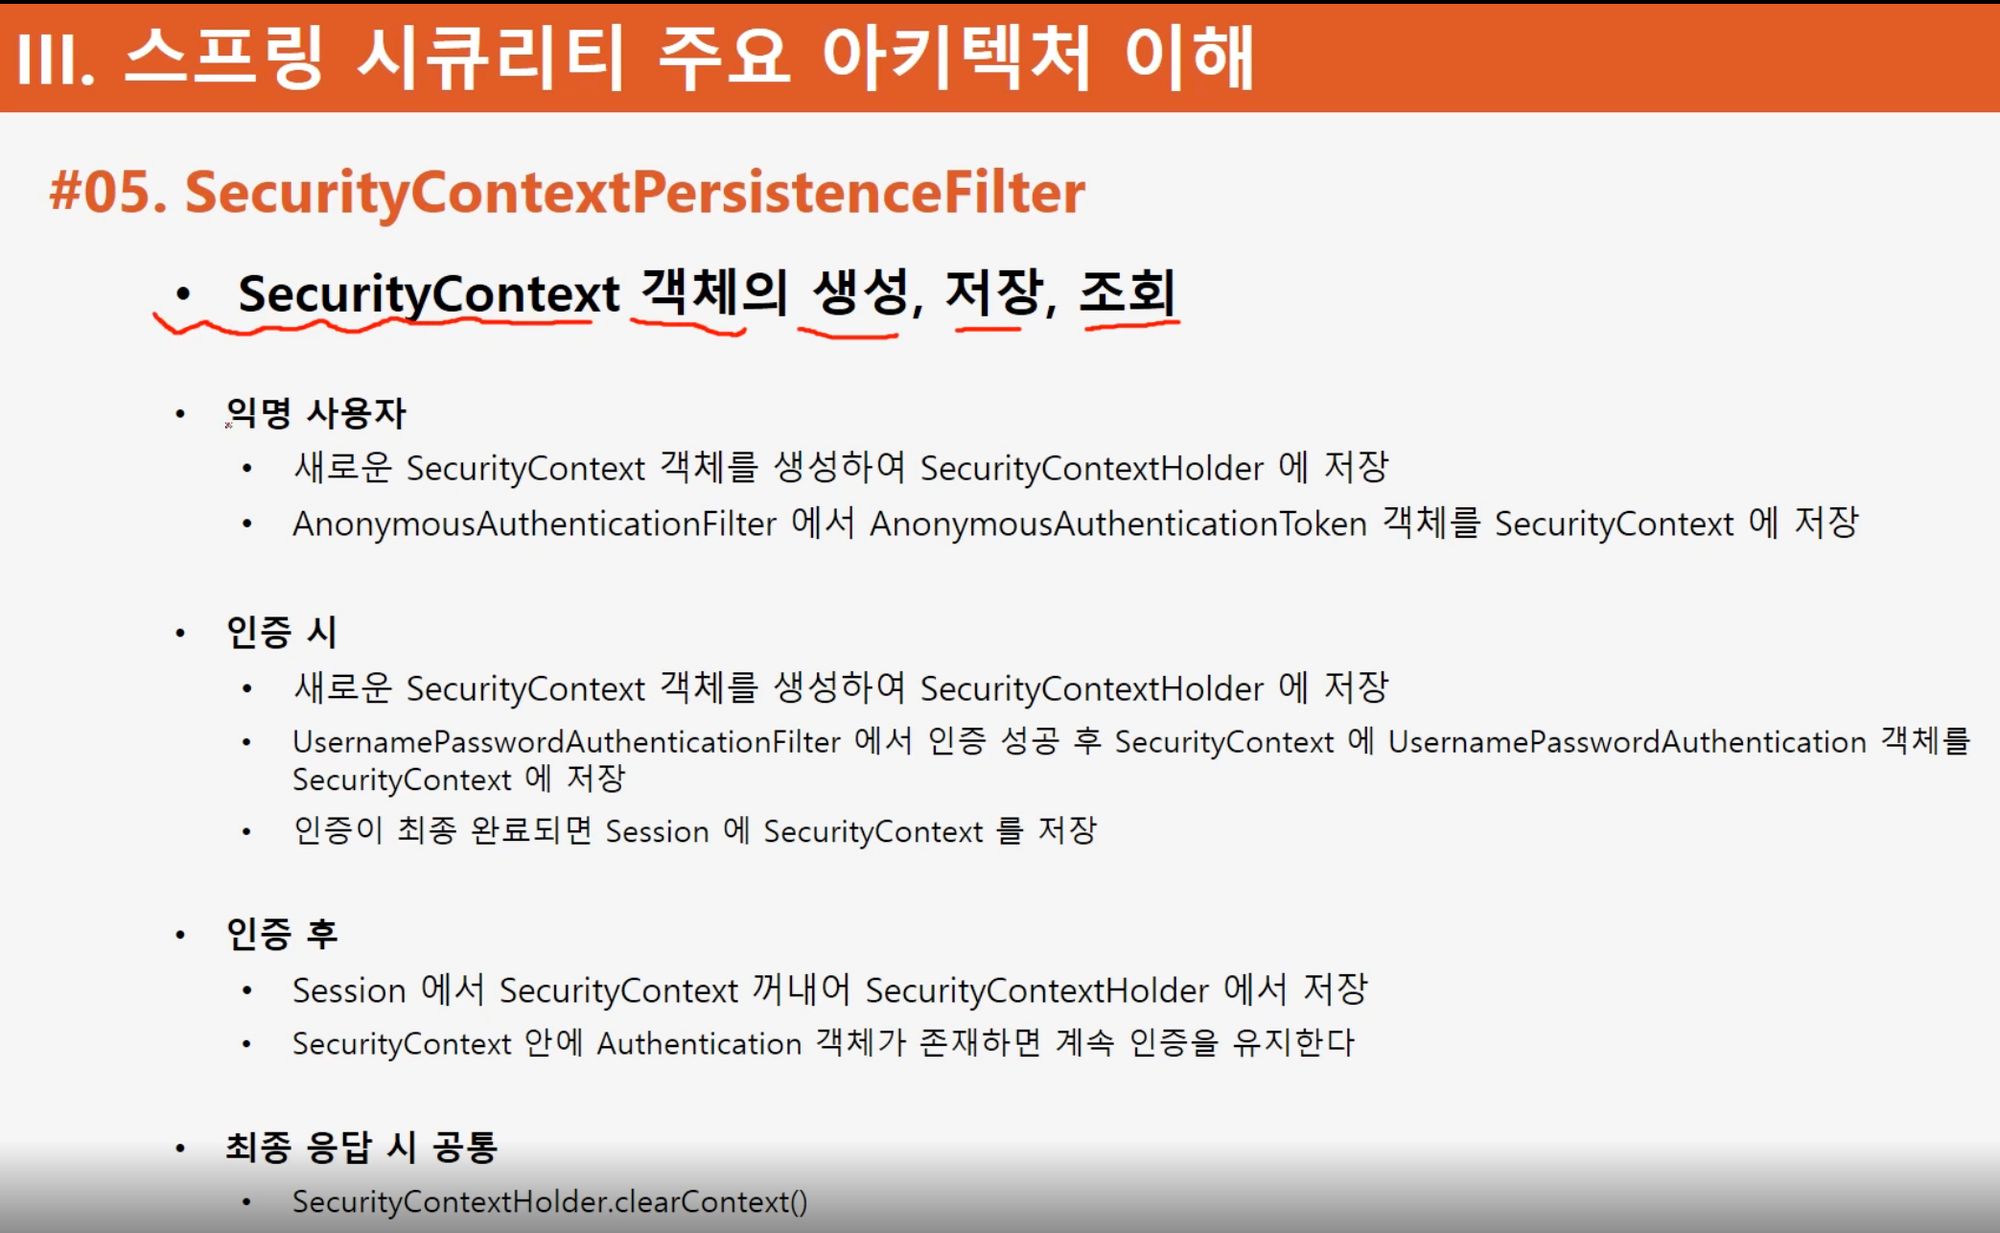 III. 스프링 시큐리티 주요 아키텍처 이해
#05. SecurityContextPersistenceFilter
• SecurityContext 객체의 생성, 저장, 조회
• 익명 사용자
• 새로운 SecurityContext 객체를 생성하여 SecurityContextHolder 에 저장
• AnonymousAuthenticationFilter 에서 AnonymousAuthenticationToken 객체를 SecurityContext 에 저장
• 인증 시
• 새로운 SecurityContext 객체를 생성하여 SecurityContextHolder 에 저장
• UsernamePasswordAuthenticationFilter 에서 인증 성공 후 SecurityContext 에 UsernamePasswordAuthentication 객체를
SecurityContext 에 저장
• 인증이 최종 완료되면 Session 에 SecurityContext 를 저장
• 인증 후
• Session 에서 SecurityContext 꺼내어 SecurityContextHolder 에서 저장
• SecurityContext 안에 Authentication 객체가 존재하면 계속 인증을 유지한다
• 최종 응답 시 공통
• SecurityContextHolder.clearContext()